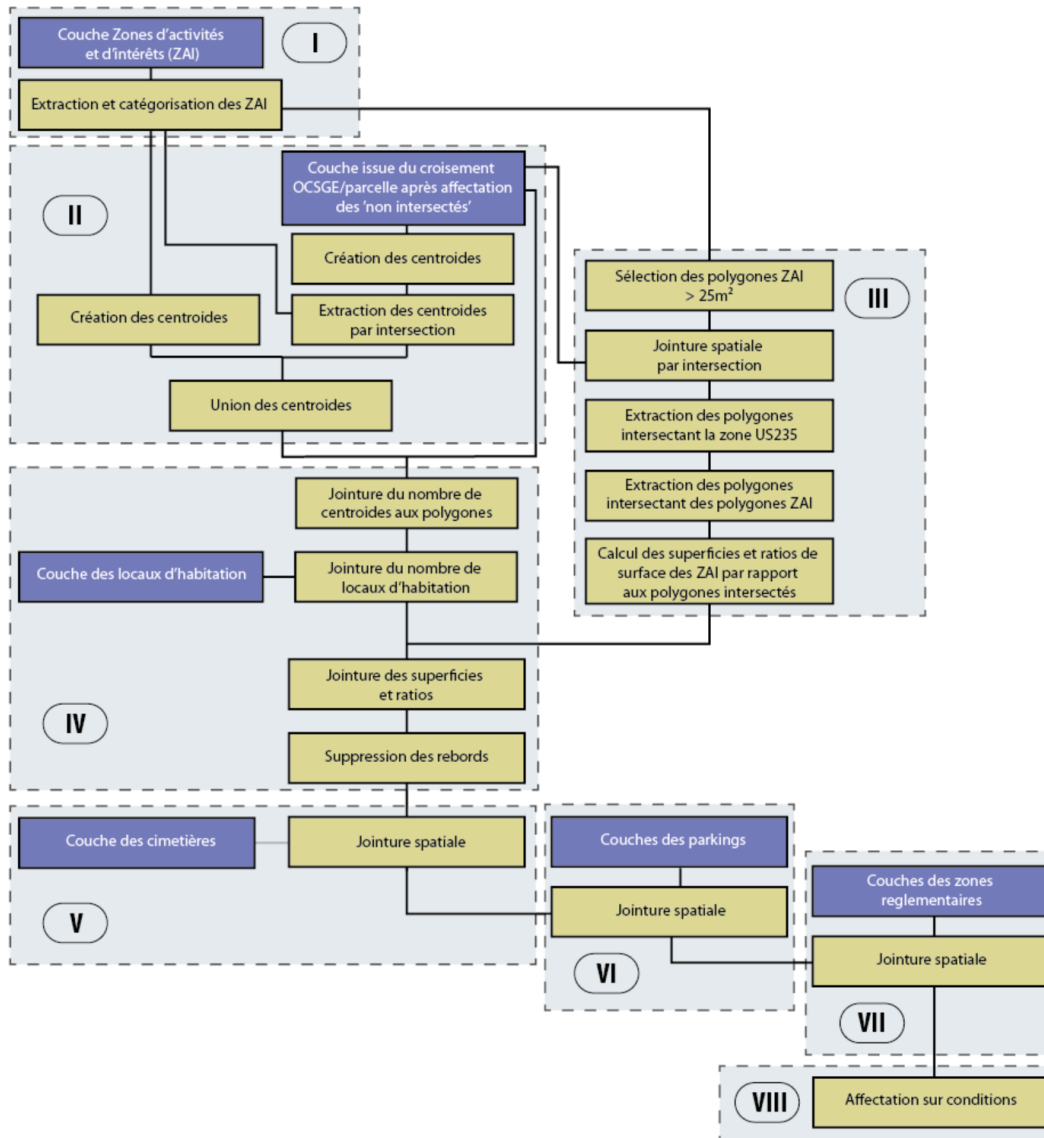 Couche Zones d'activités
et d'intérêts (ZAI)
I
Extraction et catégorisation des ZAI
II
Couche issue du croisement
OCSGE/parcelle après affectation
des 'non intersectés'
Création des centroides
Création des centroides
Extraction des centroides
par intersection
Union des centroides
III
Sélection des polygones ZAI
> 25m²
Jointure spatiale
par intersection
Extraction des polygones
intersectant la zone US235
Extraction des polygones
intersectant des polygones ZAI
Calcul des superficies et ratios de
surface des ZAI par rapport
aux polygones intersectés
Jointure du nombre de
centroides aux polygones
Couche des locaux d'habitation
Jointure du nombre de
locaux d'habitation
Jointure des superficies
et ratios
IV
Suppression des rebords
Couche des cimetières
Jointure spatiale
V
Couches des parkings
Jointure spatiale
VI
Couches des zones
reglementaires
Jointure spatiale
VII
VIII
Affectation sur conditions